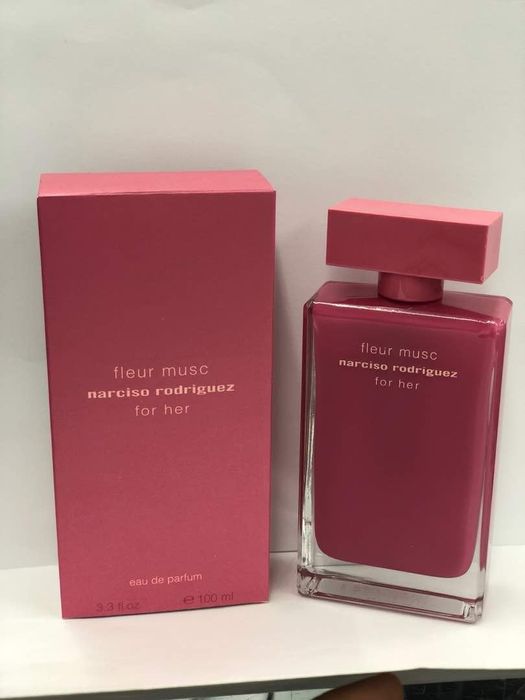 fleur musc
narciso rodriguez
for her
eau de parfum
3.3 fl oz e 100 ml
fleur musc
narciso rodriguez
for her